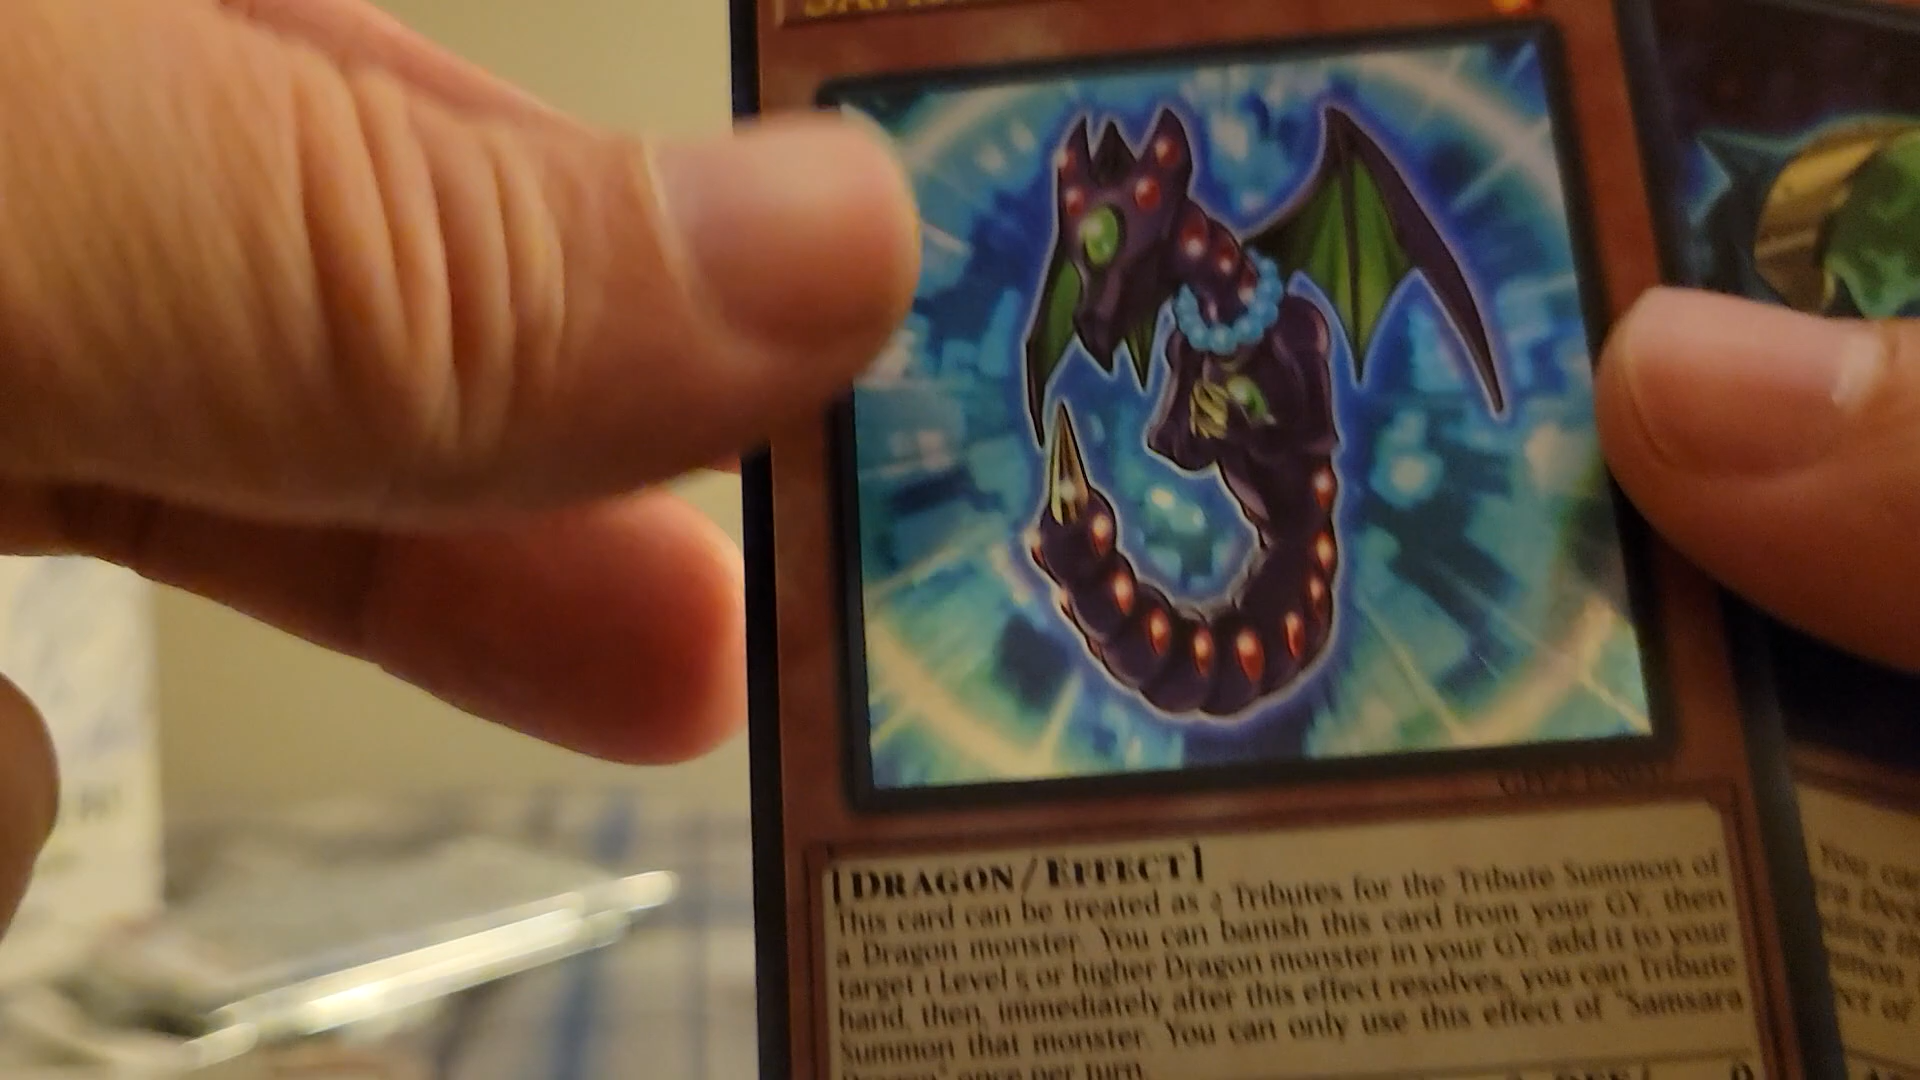 [DRAGON/EFFECT]
This card can be treated as 2 Tributes for the Tribute Summon of
a Dragon monster. You can banish this card from your GY, then
target 1 Level 5 or higher Dragon monster in your GY; add it to your
hand, then, immediately after this effect resolves, you can Tribute
Summon that monster. You can only use this effect of "Samsara
Dragon" once per turn.
You ca